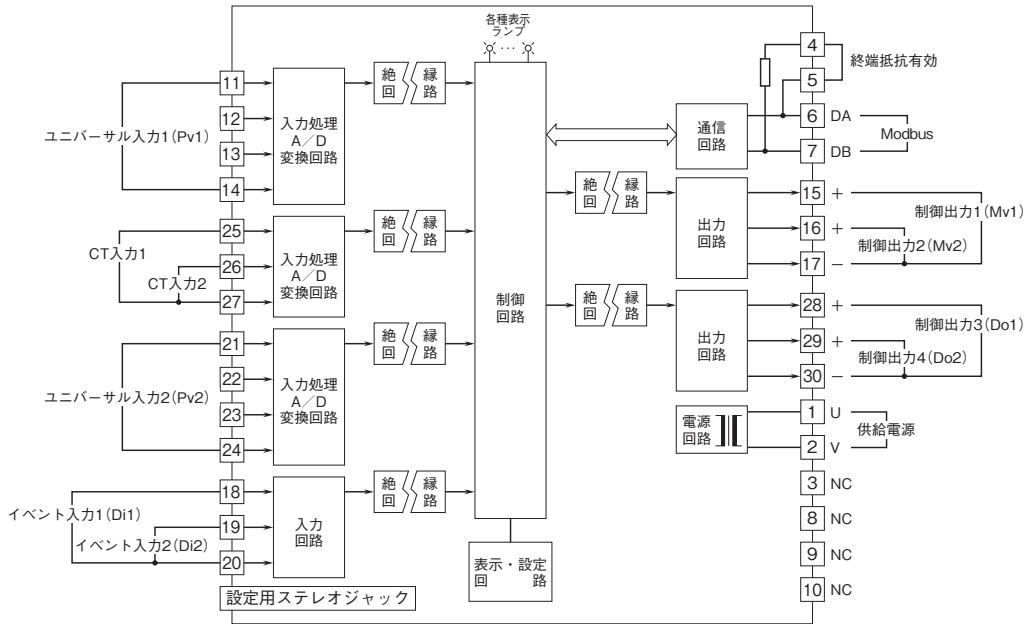 各種表示
ランプ
…
11
12
13
14
ユニバーサル入力1(Pv1)
入力処理
A／D
変換回路
絶 縁
回 路
25
26
27
CT入力1
CT入力2
入力処理
A／D
変換回路
絶 縁
回 路
21
22
23
24
ユニバーサル入力2(Pv2)
入力処理
A／D
変換回路
絶 縁
回 路
18
19
20
イベント入力1(Di1)
イベント入力2(Di2)
入力
回路
絶 縁
回 路
設定用ステレオジャック
制御
回路
表示・設定
回　　路
通信
回路
4
5
終端抵抗有効
6 DA
7 DB
Modbus
絶 縁
回 路
出力
回路
15 +
16 +
17 −
制御出力1(Mv1)
制御出力2(Mv2)
絶 縁
回 路
出力
回路
28 +
29 +
30 −
制御出力3(Do1)
制御出力4(Do2)
電源
回路
1 U
2 V
供給電源
3 NC
8 NC
9 NC
10 NC